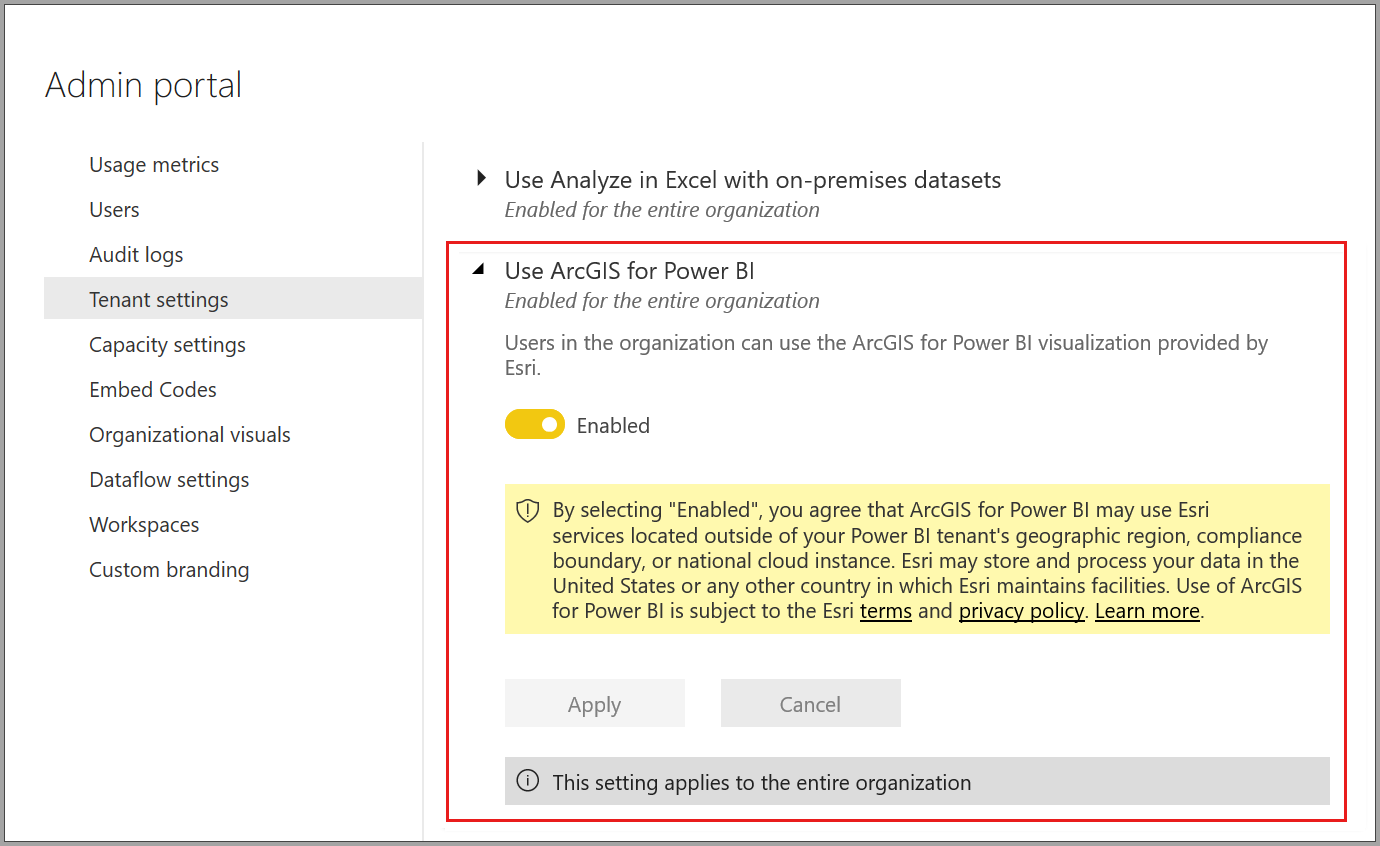 Admin portal
Usage metrics
Users
Audit logs
Tenant settings
Capacity settings
Embed Codes
Organizational visuals
Dataflow settings
Workspaces
Custom branding
Use Analyze in Excel with on-premises datasets
Enabled for the entire organization
Use ArcGIS for Power BI
Enabled for the entire organization
Users in the organization can use the ArcGIS for Power BI visualization provided by
Esri.
Enabled
By selecting "Enabled", you agree that ArcGIS for Power BI may use Esri
services located outside of your Power BI tenant's geographic region, compliance
boundary, or national cloud instance. Esri may store and process your data in the
United States or any other country in which Esri maintains facilities. Use of ArcGIS
for Power BI is subject to the Esri terms and privacy policy. Learn more.
Apply
Cancel
This setting applies to the entire organization